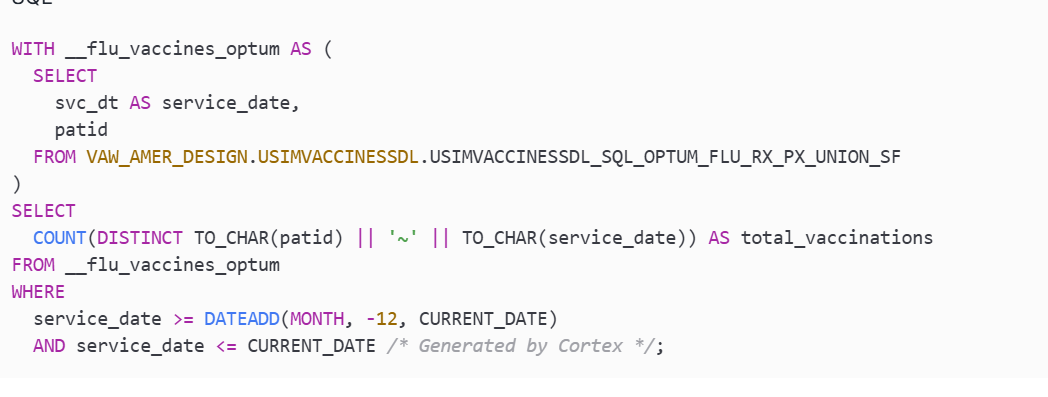 SQL
WITH __flu_vaccines_optum AS (
  SELECT
    svc_dt AS service_date,
    patid
  FROM VAW_AMER_DESIGN.USIMVACCINESSDL.USIMVACCINESSDL_SQL_OPTUM_FLU_RX_PX_UNION_SF
)
SELECT
  COUNT(DISTINCT TO_CHAR(patid) || '~' || TO_CHAR(service_date)) AS total_vaccinations
FROM __flu_vaccines_optum
WHERE
  service_date >= DATEADD(MONTH, -12, CURRENT_DATE)
  AND service_date <= CURRENT_DATE /* Generated by Cortex */;